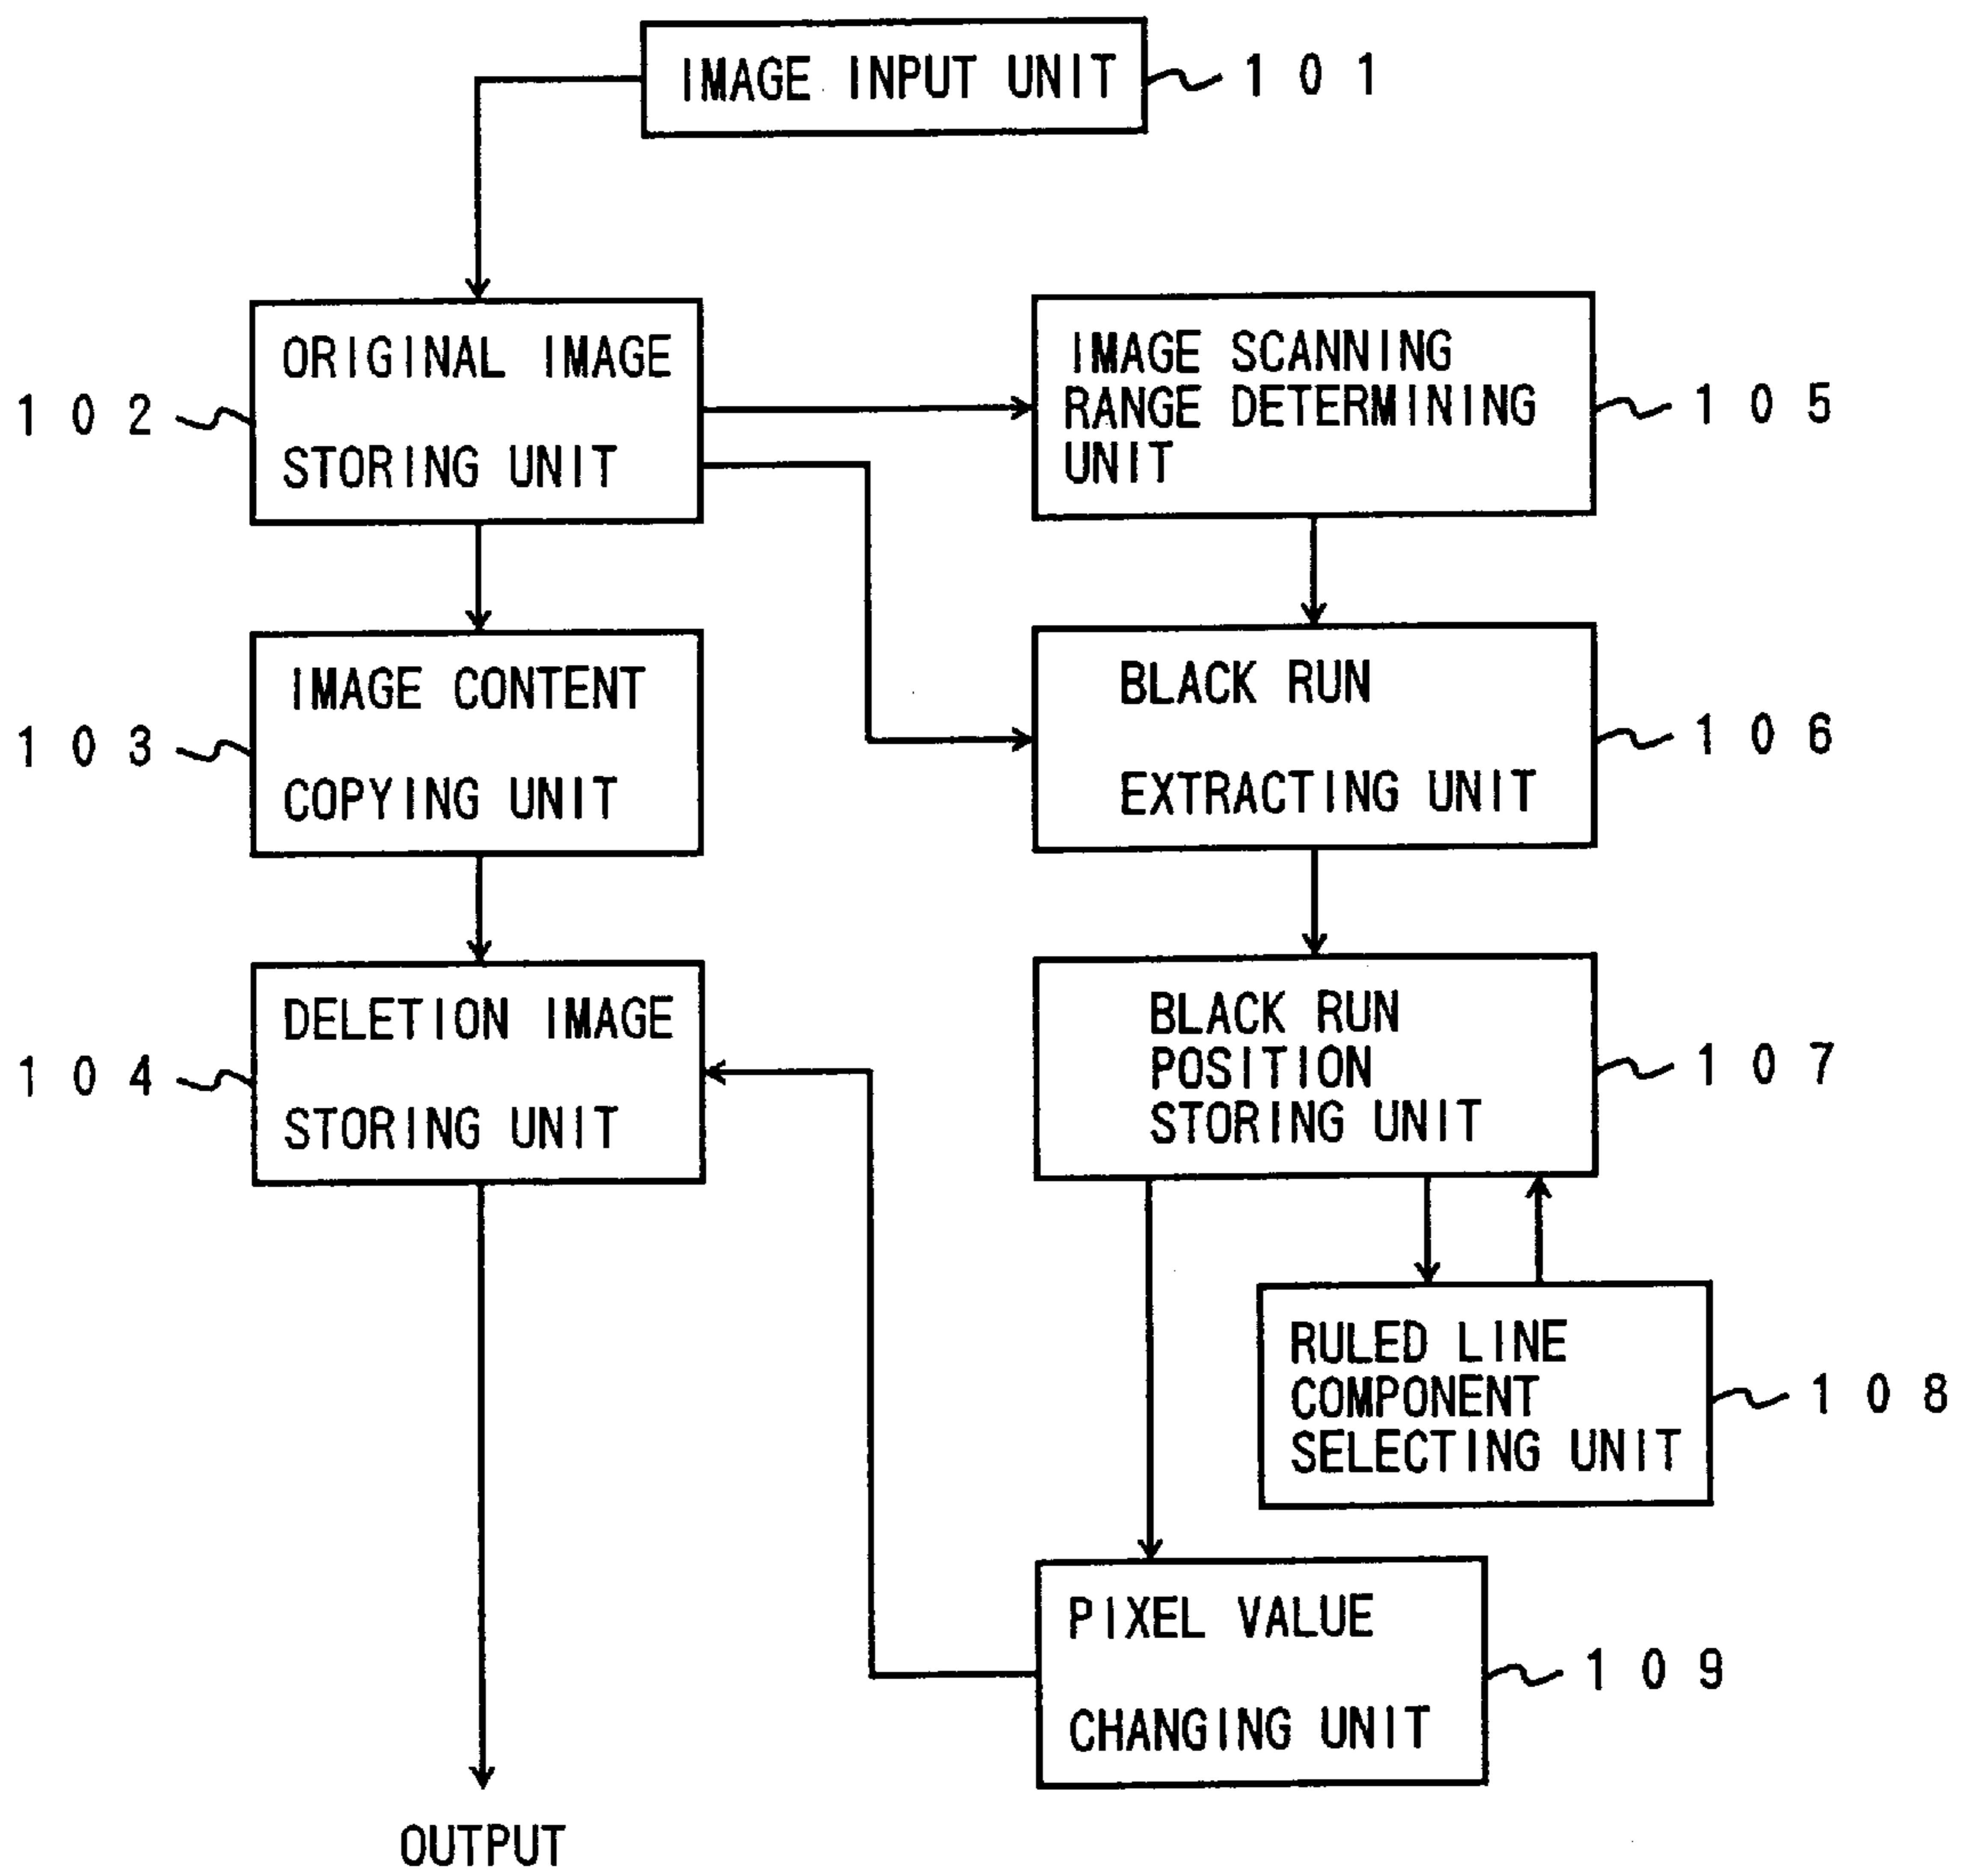 IMAGE INPUT UNIT
101
ORIGINAL IMAGE
STORING UNIT
102
IMAGE SCANNING
RANGE DETERMINING
UNIT
105
IMAGE CONTENT
COPYING UNIT
103
BLACK RUN
EXTRACTING UNIT
106
DELETION IMAGE
STORING UNIT
104
BLACK RUN
POSITION
STORING UNIT
107
RULED LINE
COMPONENT
SELECTING UNIT
108
PIXEL VALUE
CHANGING UNIT
109
OUTPUT